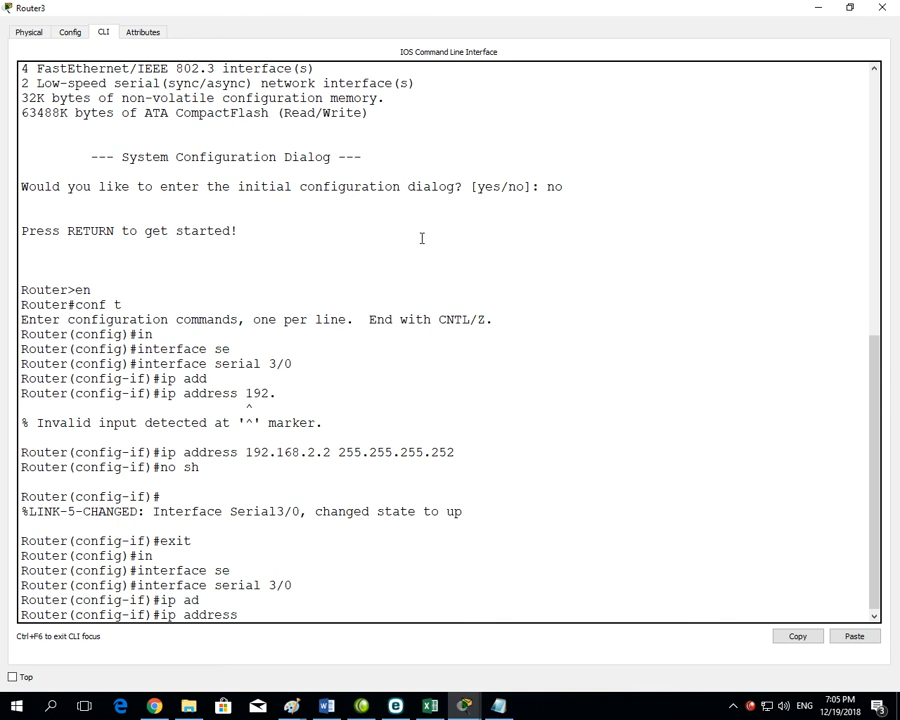 Router3
Physical Config CLI Attributes
IOS Command Line Interface
4 FastEthernet/IEEE 802.3 interface(s)
2 Low-speed serial(sync/async) network interface(s)
32K bytes of non-volatile configuration memory.
63488K bytes of ATA CompactFlash (Read/Write)
--- System Configuration Dialog ---
Would you like to enter the initial configuration dialog? [yes/no]: no
Press RETURN to get started!
Router>en
Router#conf t
Enter configuration commands, one per line.  End with CNTL/Z.
Router(config)#in
Router(config)#interface se
Router(config)#interface serial 3/0
Router(config-if)#ip add
Router(config-if)#ip address 192.
^
% Invalid input detected at '^' marker.
Router(config-if)#ip address 192.168.2.2 255.255.255.252
Router(config-if)#no sh
Router(config-if)#
%LINK-5-CHANGED: Interface Serial3/0, changed state to up
Router(config-if)#exit
Router(config)#in
Router(config)#interface se
Router(config)#interface serial 3/0
Router(config-if)#ip ad
Router(config-if)#ip address
Ctrl+F6 to exit CLI focus
Copy Paste
Top
ENG 7:05 PM
12/19/2018 3